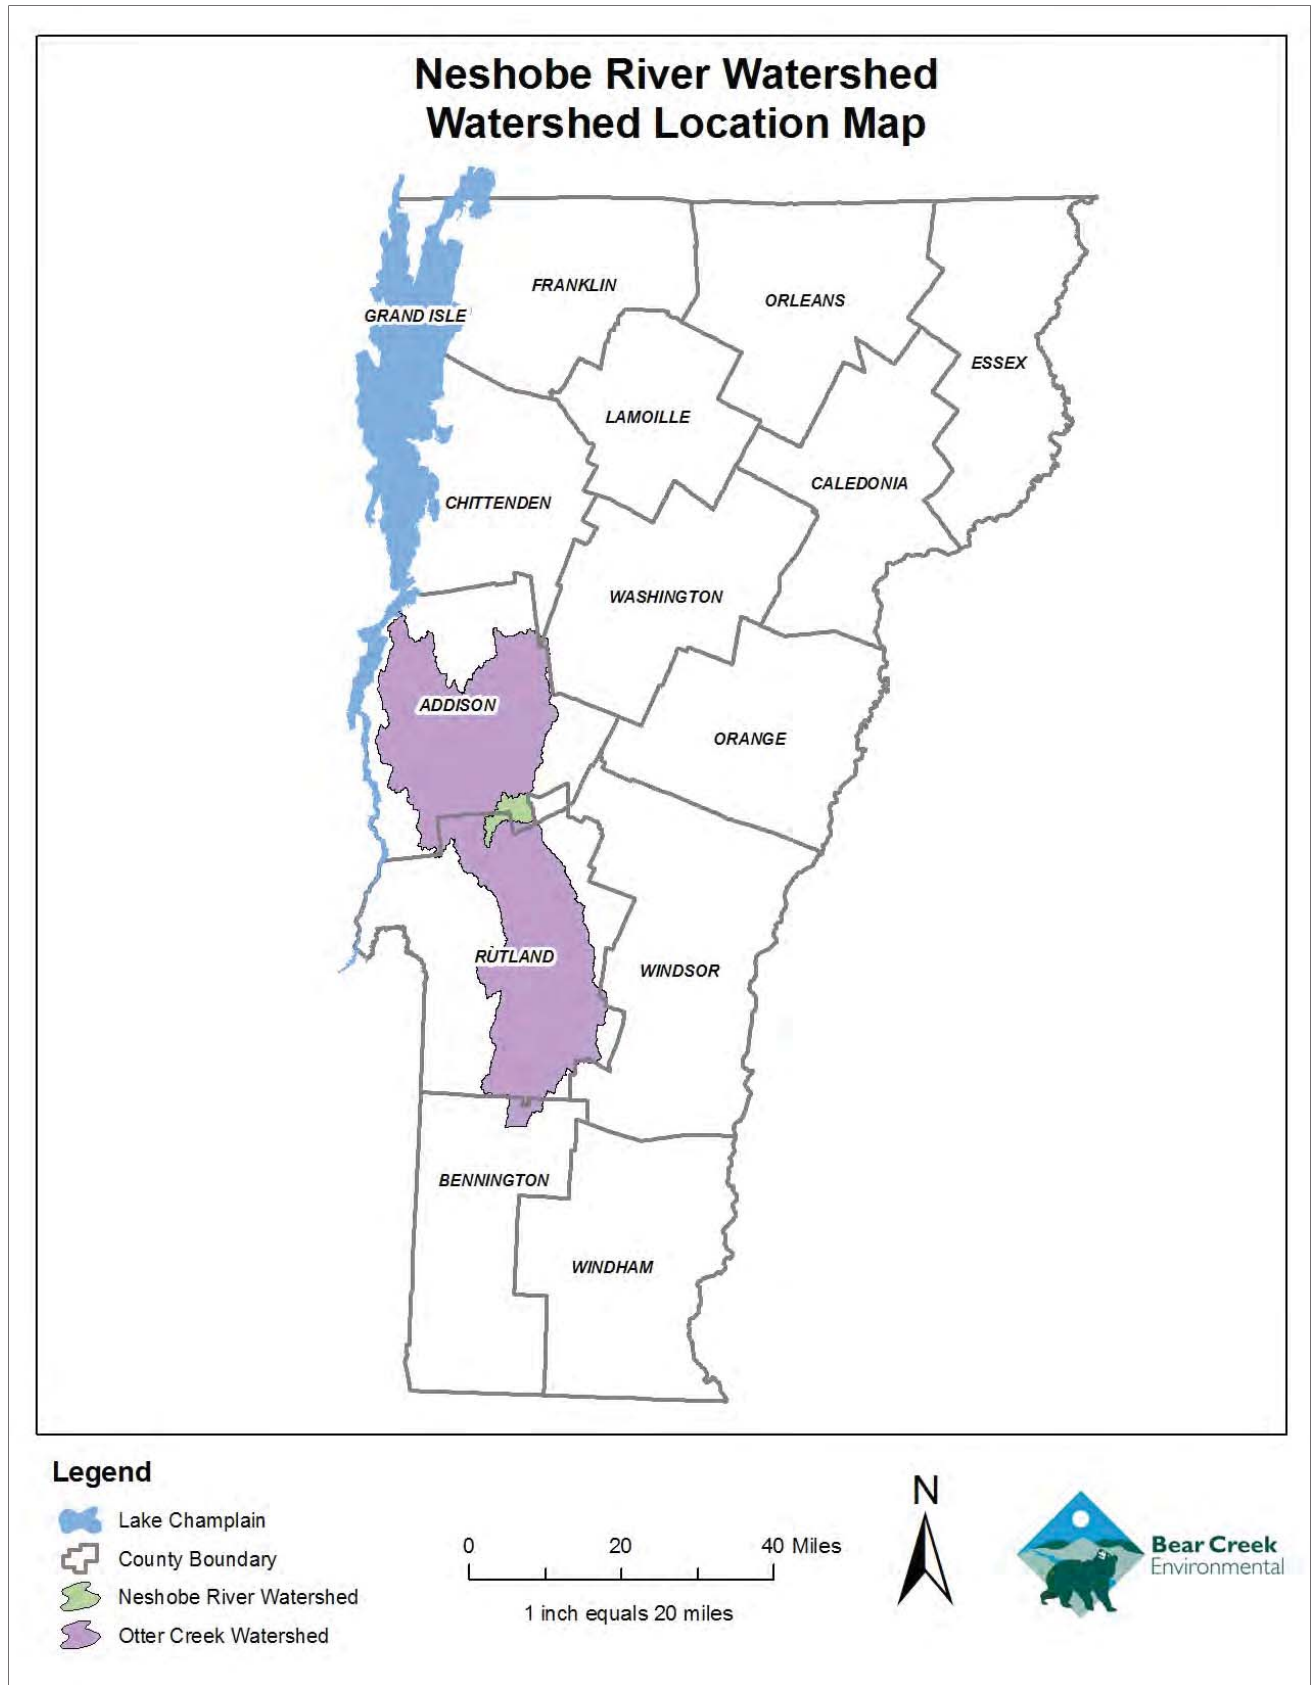 Neshobe River Watershed
Watershed Location Map
FRANKLIN
ORLEANS
GRAND ISLE
ESSEX
LAMOILLE
CALEDONIA
CHITTENDEN
WASHINGTON
ADDISON
ORANGE
RUTLAND
WINDSOR
BENNINGTON
WINDHAM
Legend
Lake Champlain
County Boundary
Neshobe River Watershed
Otter Creek Watershed
0 20 40 Miles
1 inch equals 20 miles
N
Bear Creek
Environmental